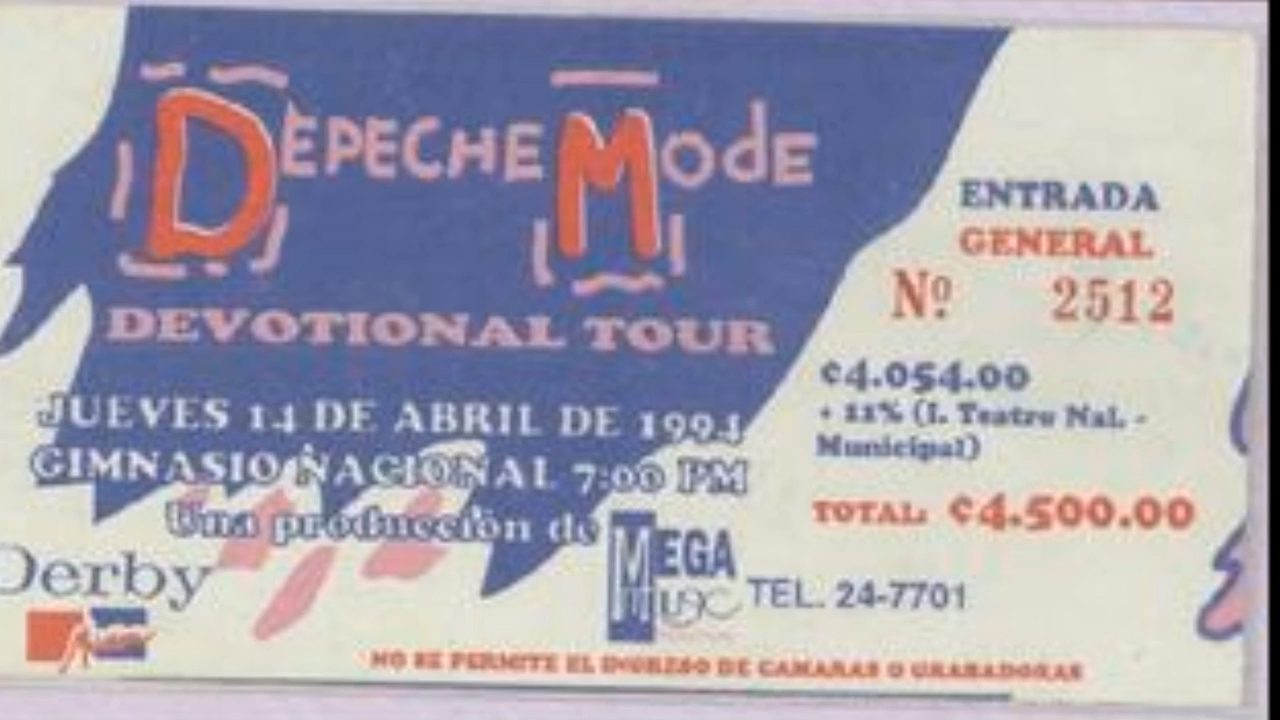 DEPECHE MODE
DEVOTIONAL TOUR
JUEVES 14 DE ABRIL DE 1994
GIMNASIO NACIONAL 7:00 PM
Una producción de MEGA MUSIC TEL. 24-7701
Derby
ENTRADA
GENERAL
Nº 2512
¢4.054.00
+ 11% (I. Teatro Nal. -
Municipal)
TOTAL: ¢4.500.00
NO SE PERMITE EL INGRESO DE CAMARAS O GRABADORAS